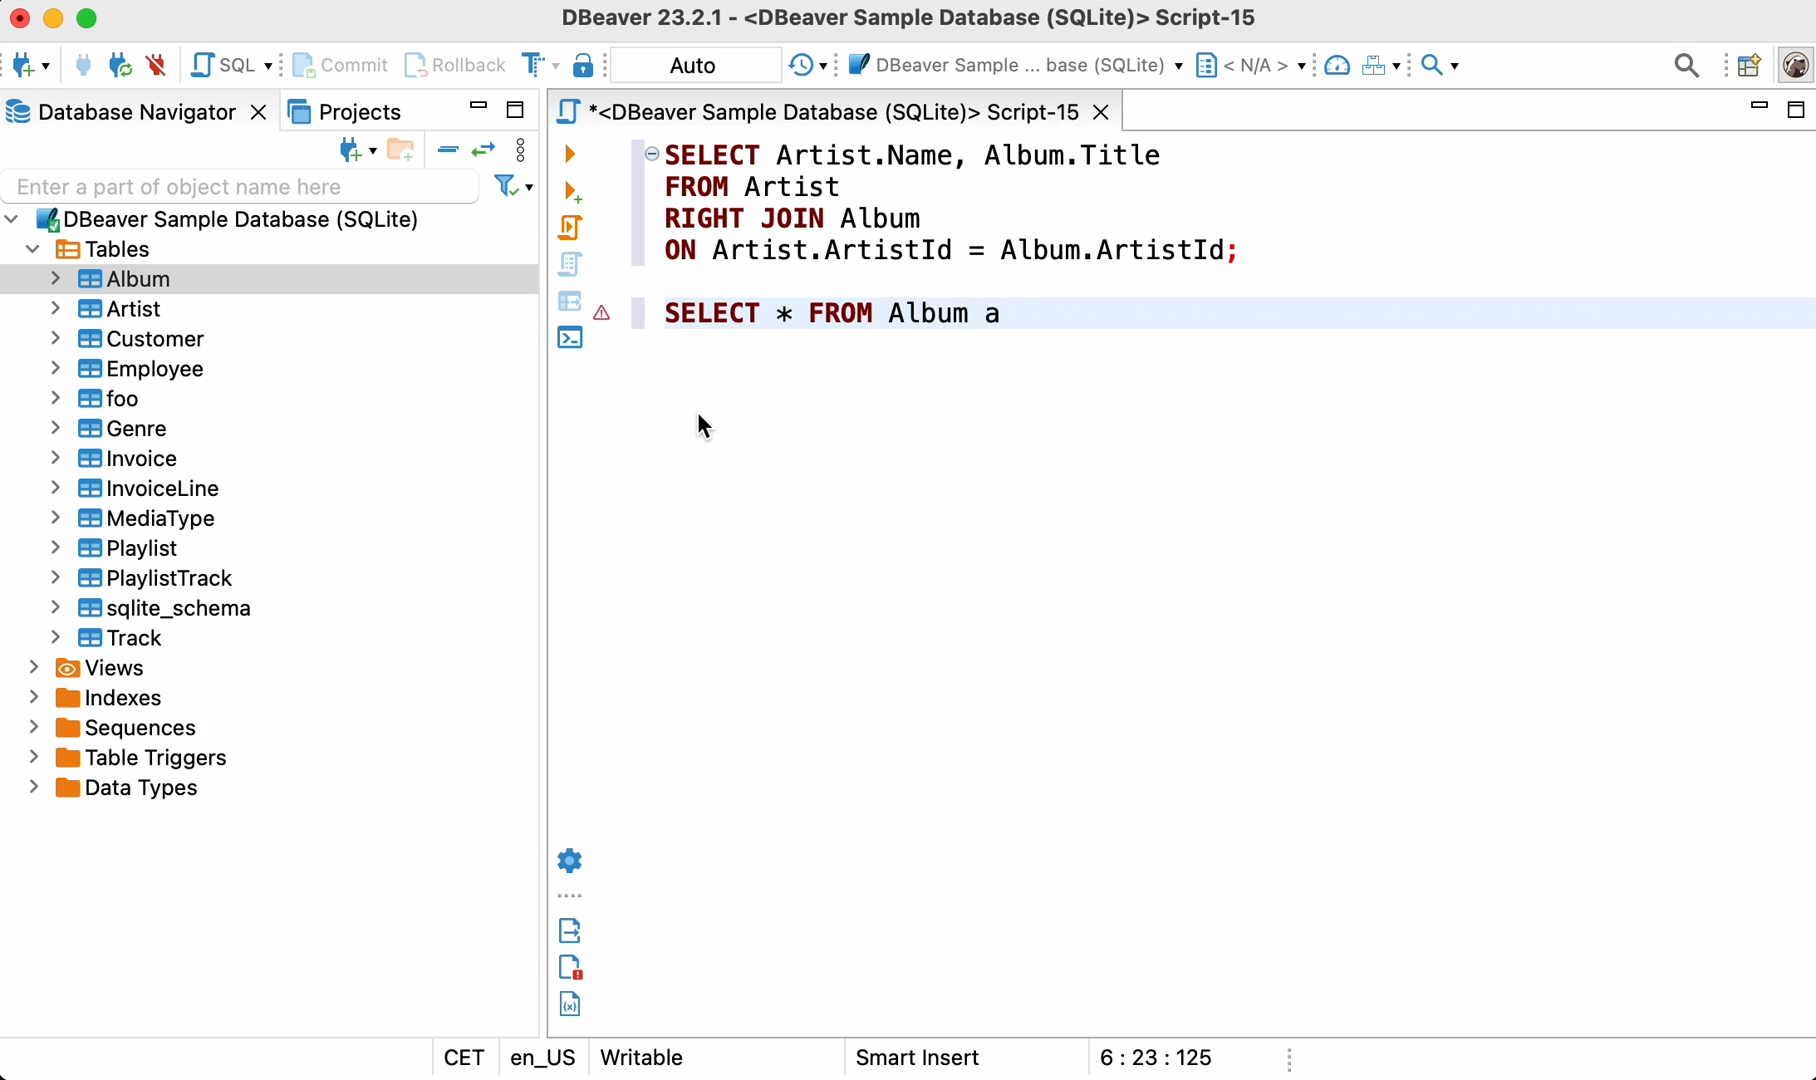 DBeaver 23.2.1 - <DBeaver Sample Database (SQLite)> Script-15
SQL
Commit
Rollback
Auto
DBeaver Sample ... base (SQLite)
< N/A >
Database Navigator
Projects
*<DBeaver Sample Database (SQLite)> Script-15
Enter a part of object name here
DBeaver Sample Database (SQLite)
Tables
Album
Artist
Customer
Employee
foo
Genre
Invoice
InvoiceLine
MediaType
Playlist
PlaylistTrack
sqlite_schema
Track
Views
Indexes
Sequences
Table Triggers
Data Types
SELECT Artist.Name, Album.Title
FROM Artist
RIGHT JOIN Album
ON Artist.ArtistId = Album.ArtistId;
SELECT * FROM Album a
CET
en_US
Writable
Smart Insert
6 : 23 : 125